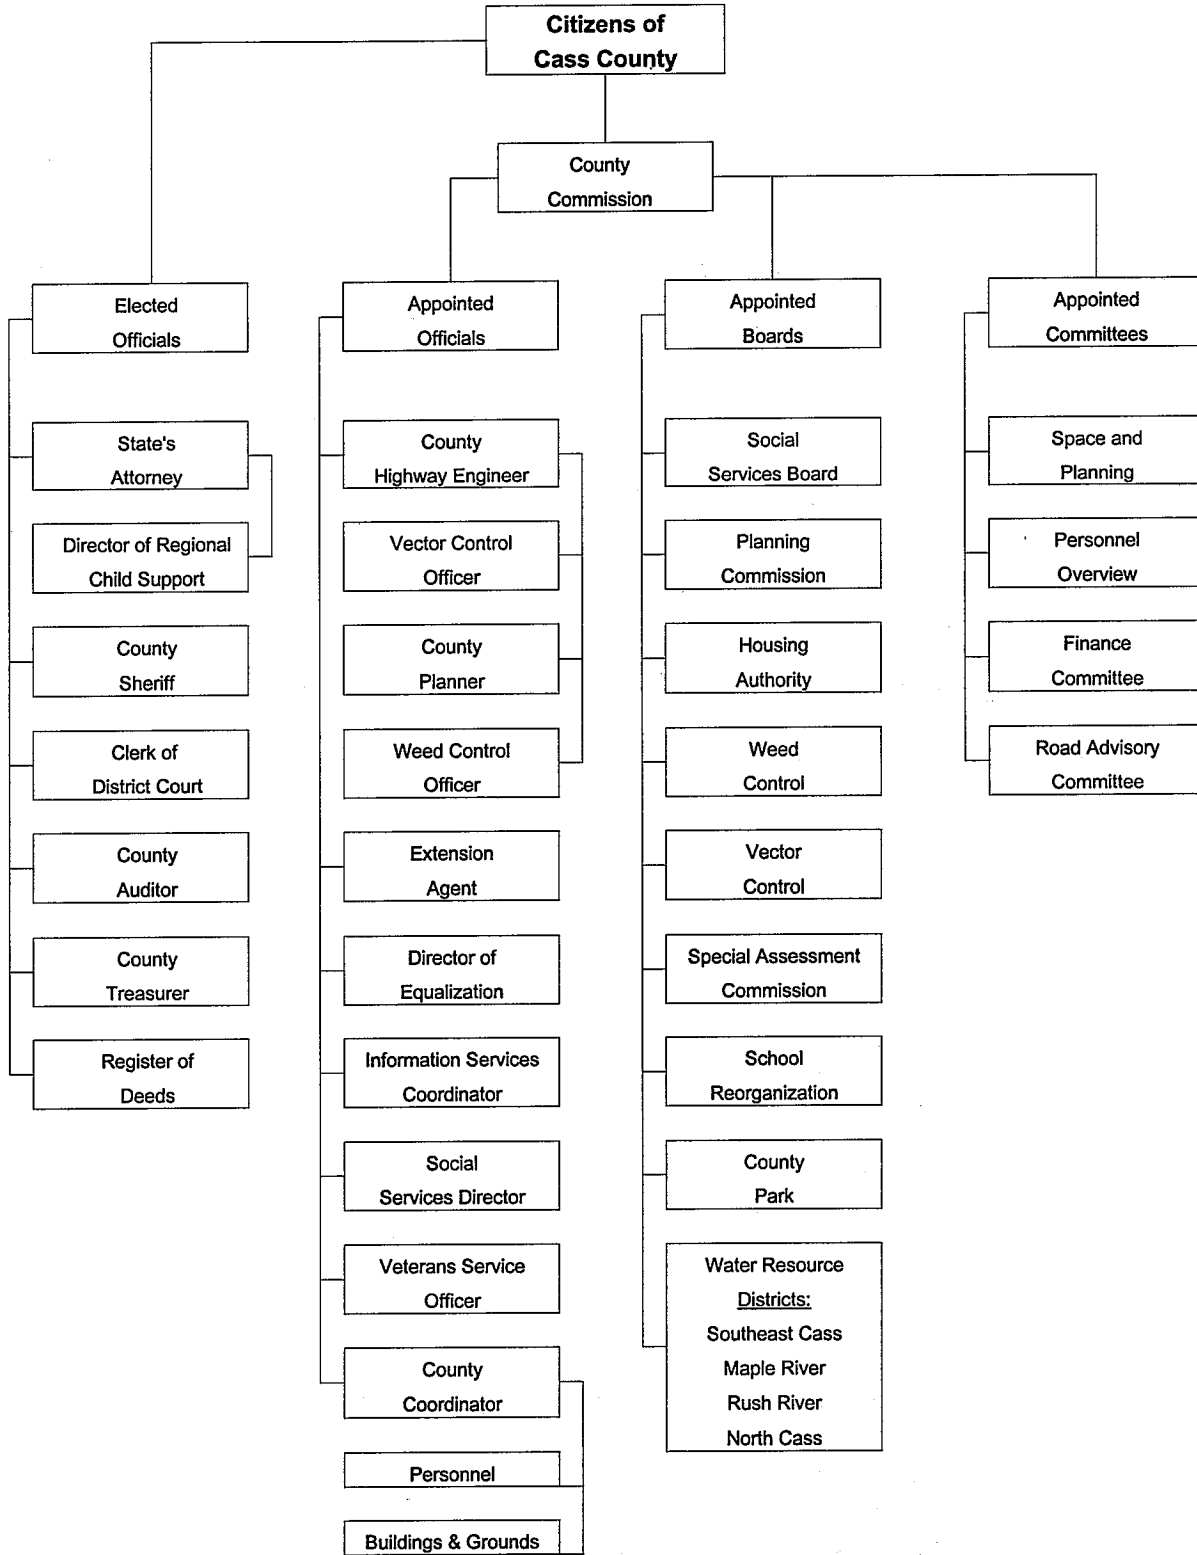 Citizens of
Cass County
County
Commission
Elected
Officials
State's
Attorney
Director of Regional
Child Support
County
Sheriff
Clerk of
District Court
County
Auditor
County
Treasurer
Register of
Deeds
Appointed
Officials
County
Highway Engineer
Vector Control
Officer
County
Planner
Weed Control
Officer
Extension
Agent
Director of
Equalization
Information Services
Coordinator
Social
Services Director
Veterans Service
Officer
County
Coordinator
Personnel
Buildings & Grounds
Appointed
Boards
Social
Services Board
Planning
Commission
Housing
Authority
Weed
Control
Vector
Control
Special Assessment
Commission
School
Reorganization
County
Park
Water Resource
Districts:
Southeast Cass
Maple River
Rush River
North Cass
Appointed
Committees
Space and
Planning
Personnel
Overview
Finance
Committee
Road Advisory
Committee